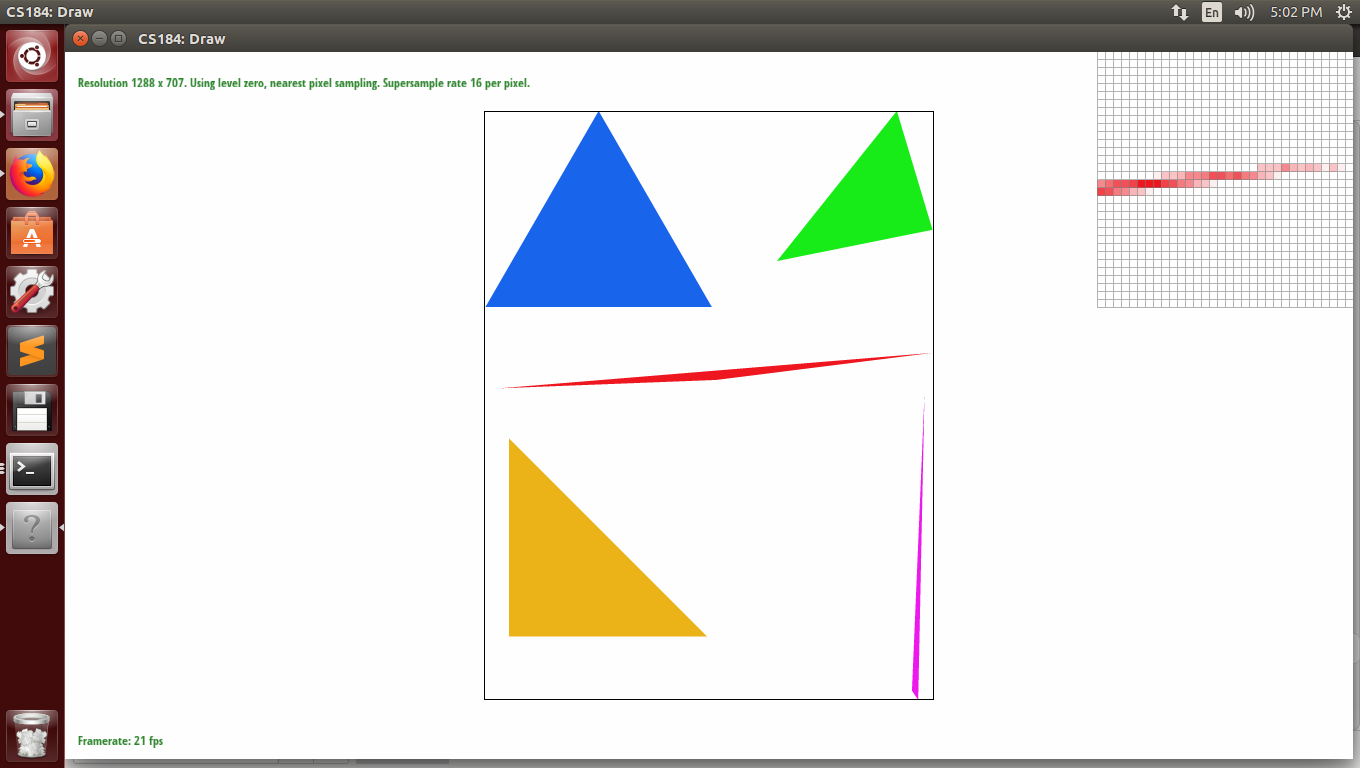 CS184: Draw
En
5:02 PM
CS184: Draw
Resolution 1288 x 707. Using level zero, nearest pixel sampling. Supersample rate 16 per pixel.
Framerate: 21 fps